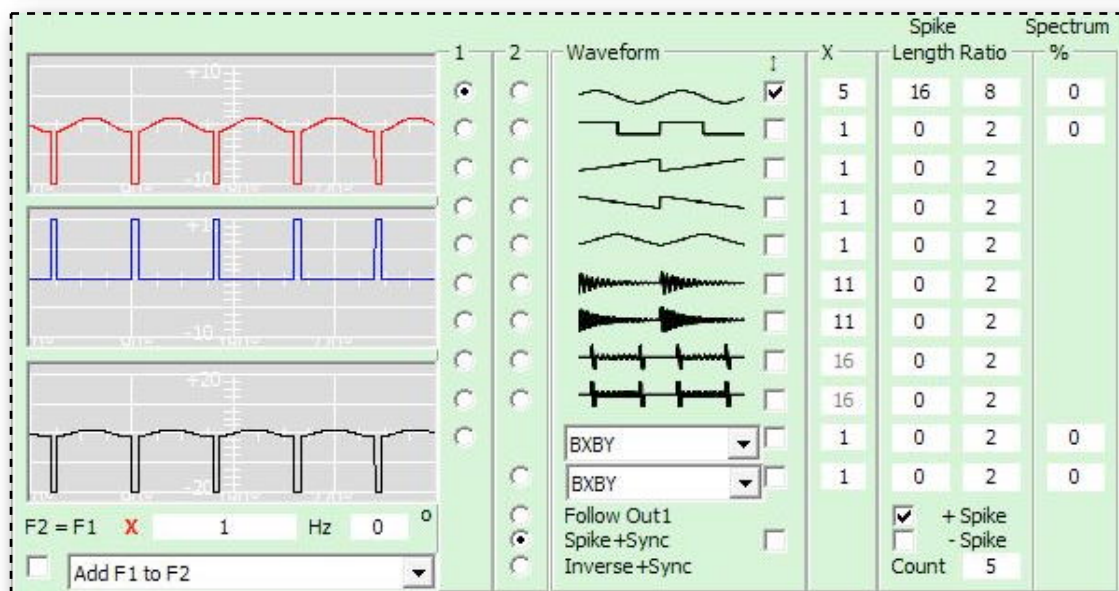 Spike Spectrum
1 2 Waveform ↕ X Length Ratio %
+10
-10
5 16 8 0
1 0 2 0
1 0 2
+1
-10
1 0 2
1 0 2
11 0 2
11 0 2
+20
-20
16 0 2
16 0 2
BXBY 1 0 2 0
BXBY 1 0 2 0
F2 = F1 X 1 Hz 0 o
Follow Out1 + Spike
Spike+Sync - Spike
Add F1 to F2 Inverse+Sync Count 5